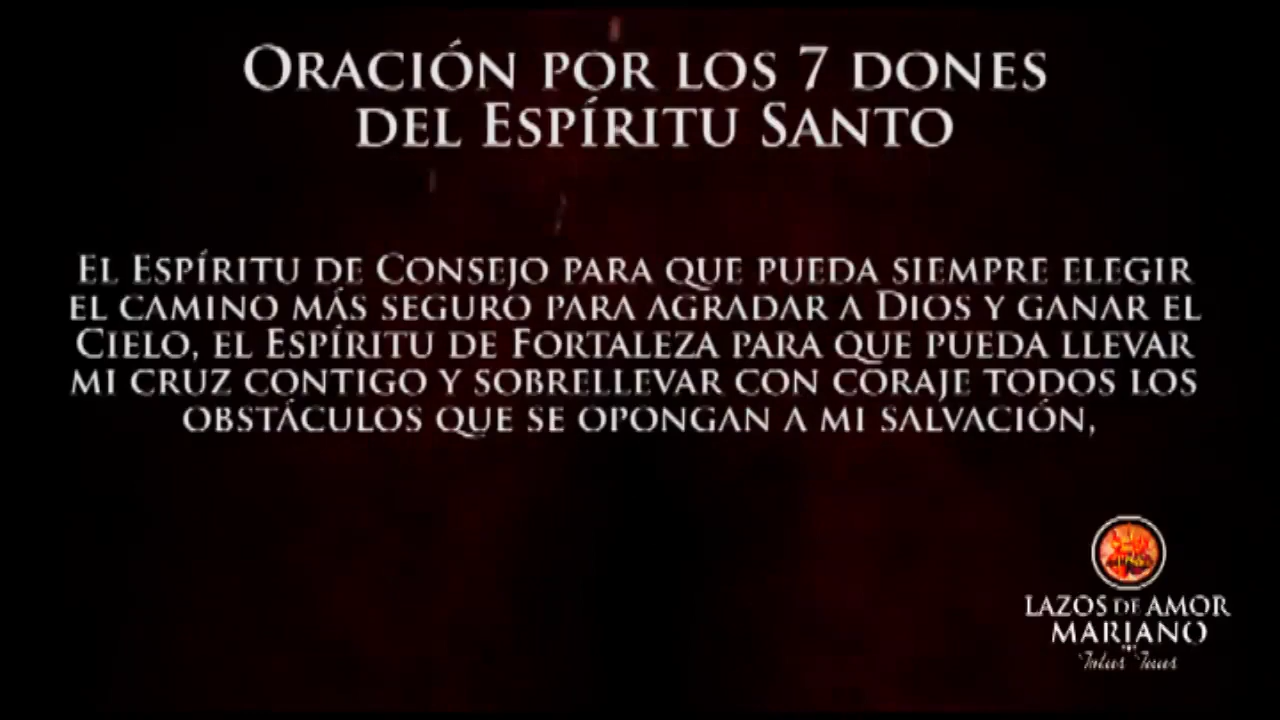 Oración por los 7 dones
del Espíritu Santo
El Espíritu de Consejo para que pueda siempre elegir
el camino más seguro para agradar a Dios y ganar el
Cielo, el Espíritu de Fortaleza para que pueda llevar
mi cruz contigo y sobrellevar con coraje todos los
obstáculos que se opongan a mi salvación,
LAZOS DE AMOR
MARIANO
Totus Tuus